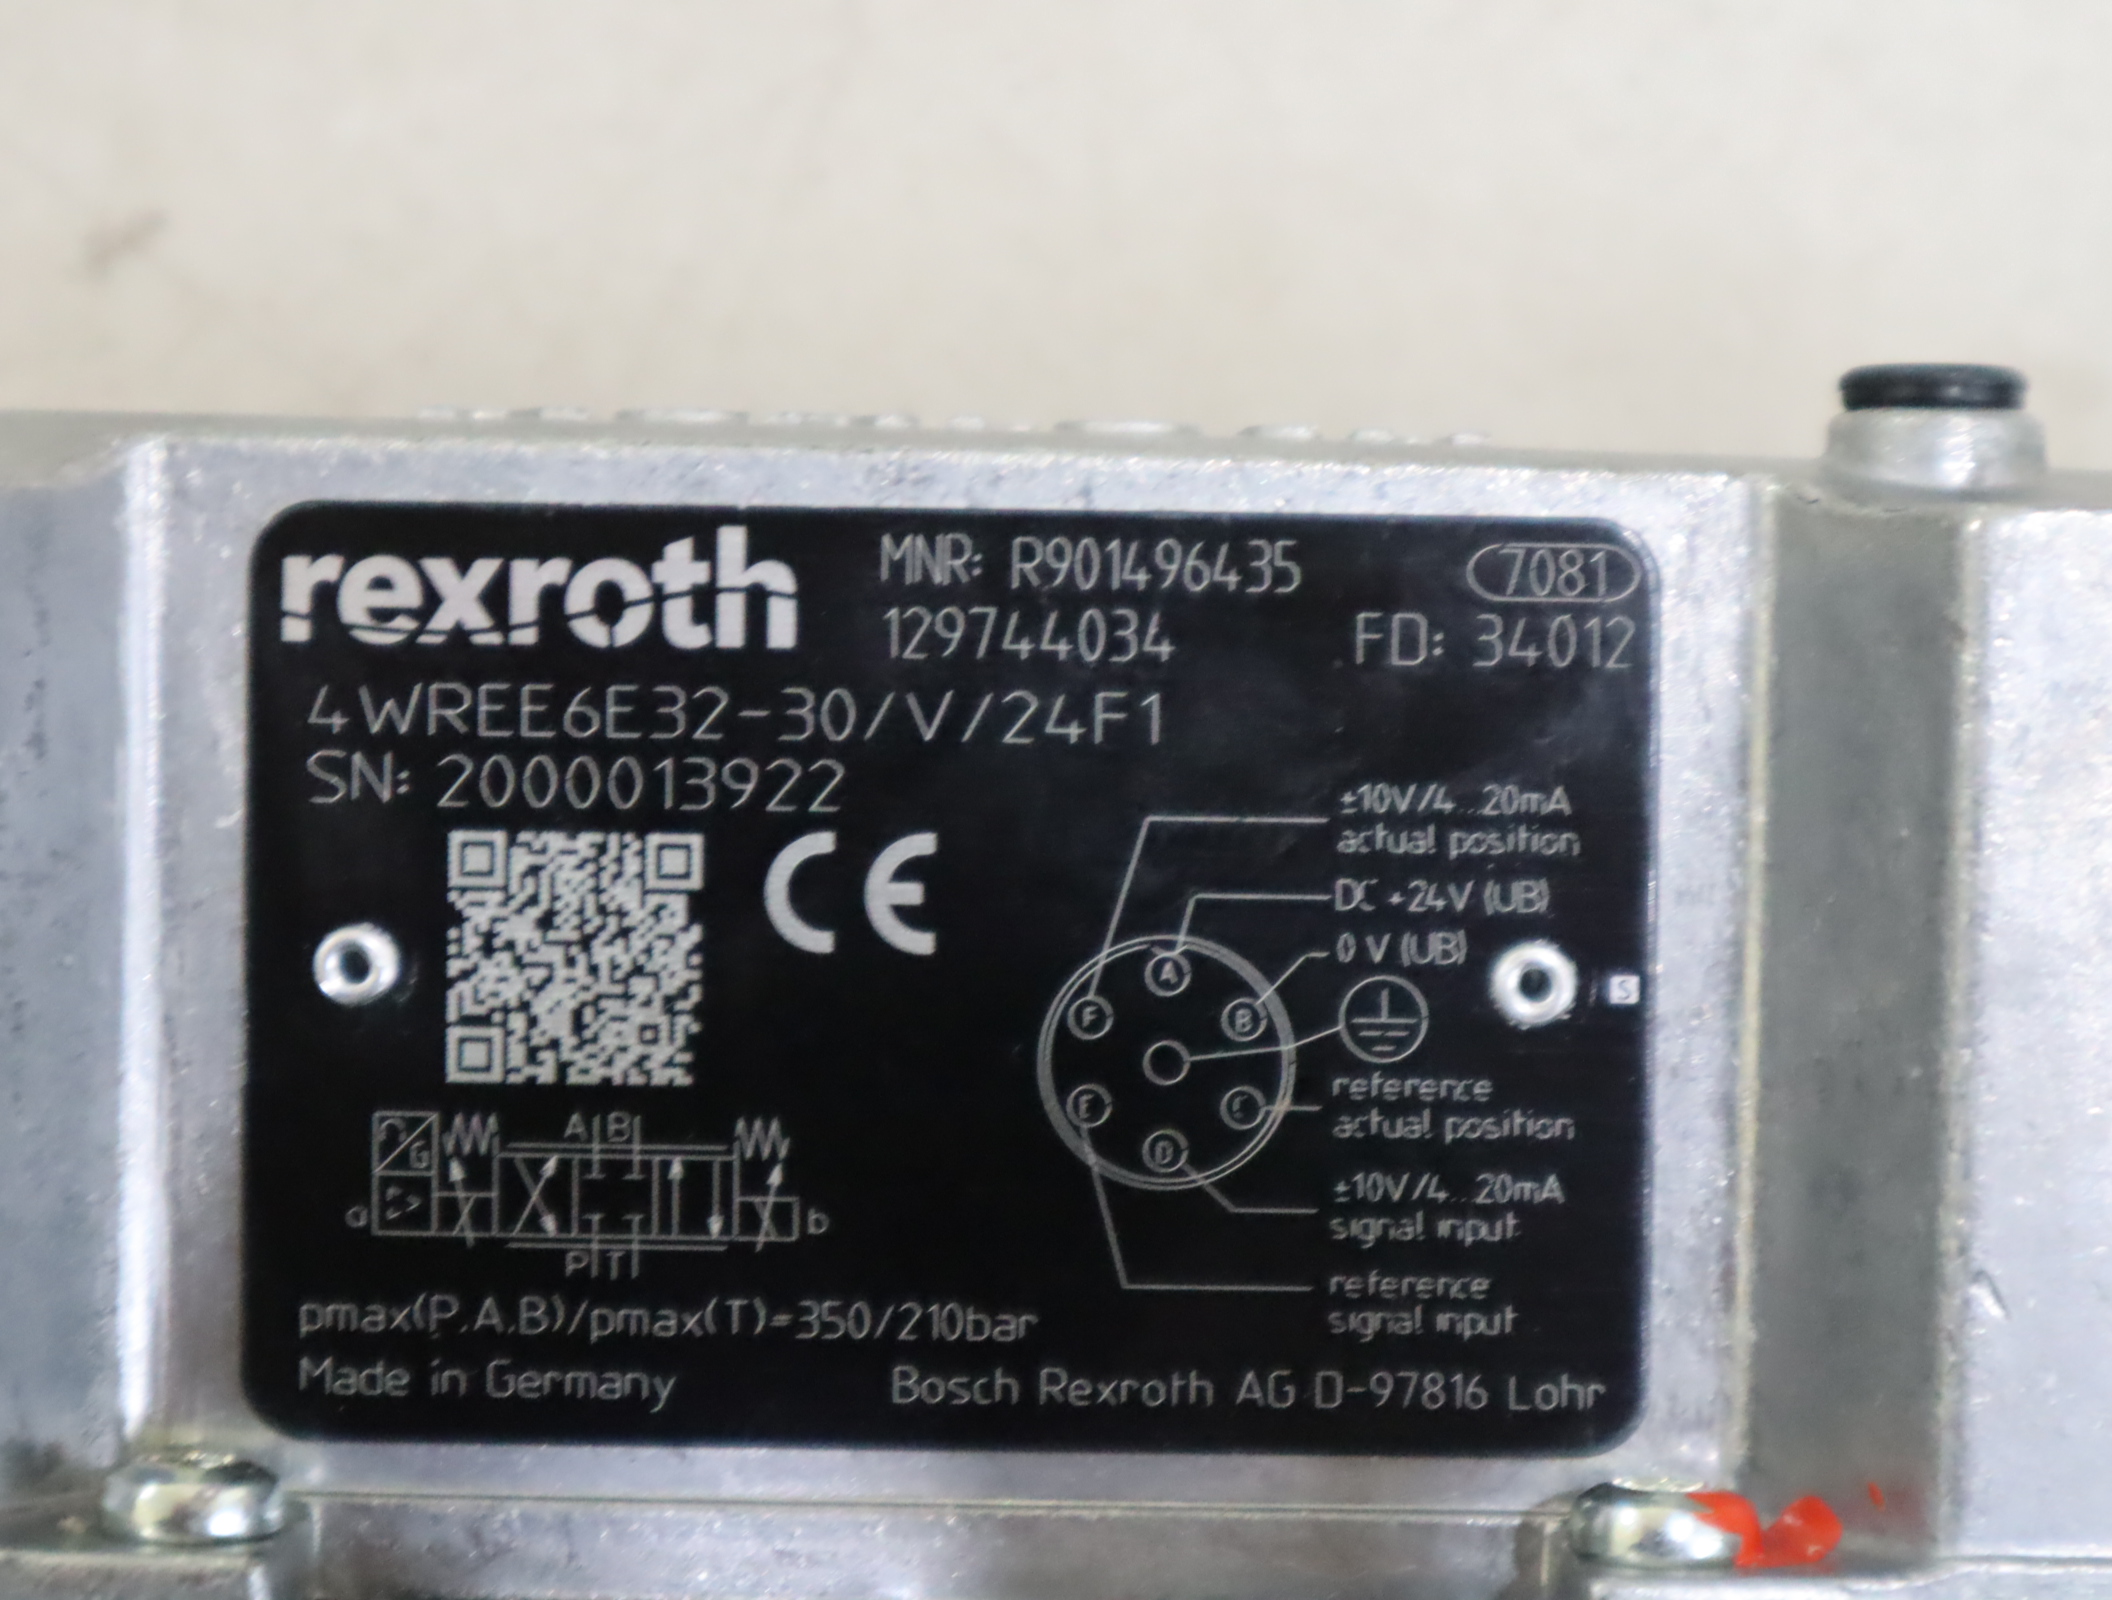 rexroth
MNR: R901496435
7081
129744034
FD: 34012
4WREE6E32-30/V/24F1
SN: 2000013922
CE
±10V/4...20mA
actual position
DC +24V (UB)
0 V (UB)
A
F
B
S
E
C
D
reference
actual position
±10V/4...20mA
signal input
reference
signal input
A B
G
a
b
P T
pmax(P.A.B)/pmax(T)=350/210bar
Made in Germany
Bosch Rexroth AG D-97816 Lohr